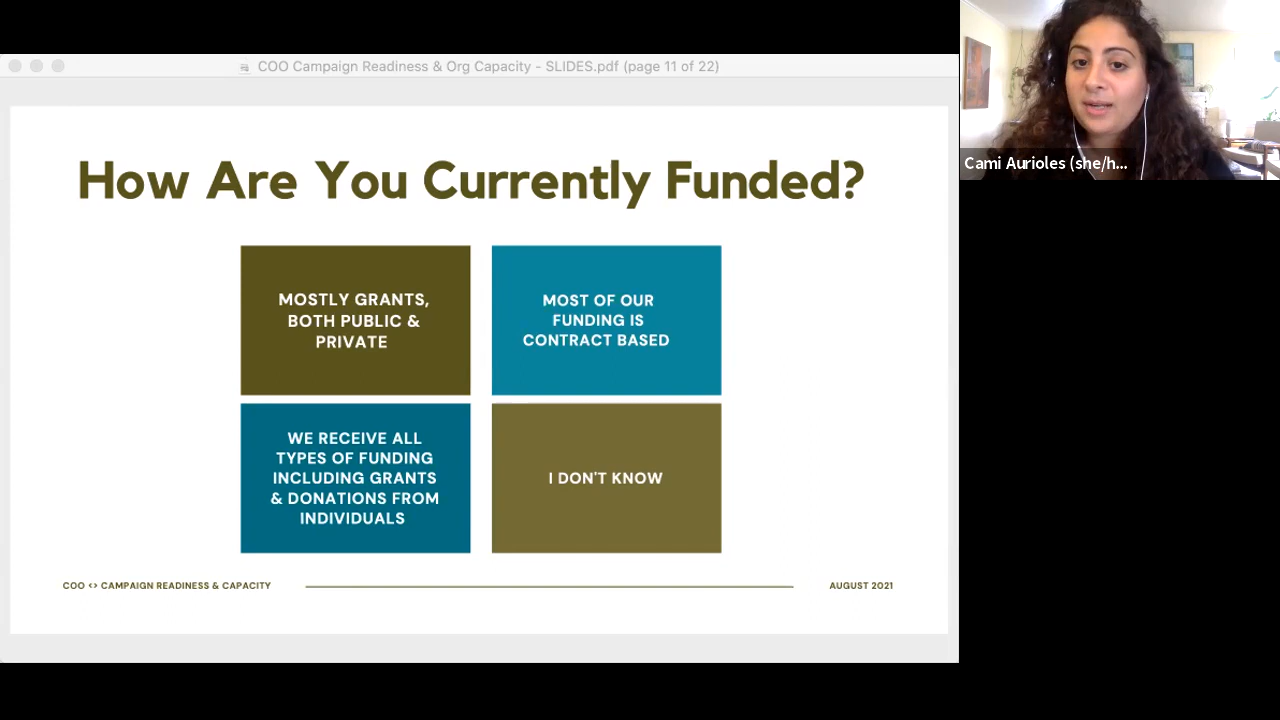 COO Campaign Readiness & Org Capacity - SLIDES.pdf (page 11 of 22)
Cami Aurioles (she/h...
How Are You Currently Funded?
MOSTLY GRANTS,
BOTH PUBLIC &
PRIVATE
MOST OF OUR
FUNDING IS
CONTRACT BASED
WE RECEIVE ALL
TYPES OF FUNDING
INCLUDING GRANTS
& DONATIONS FROM
INDIVIDUALS
I DON'T KNOW
COO <> CAMPAIGN READINESS & CAPACITY
AUGUST 2021